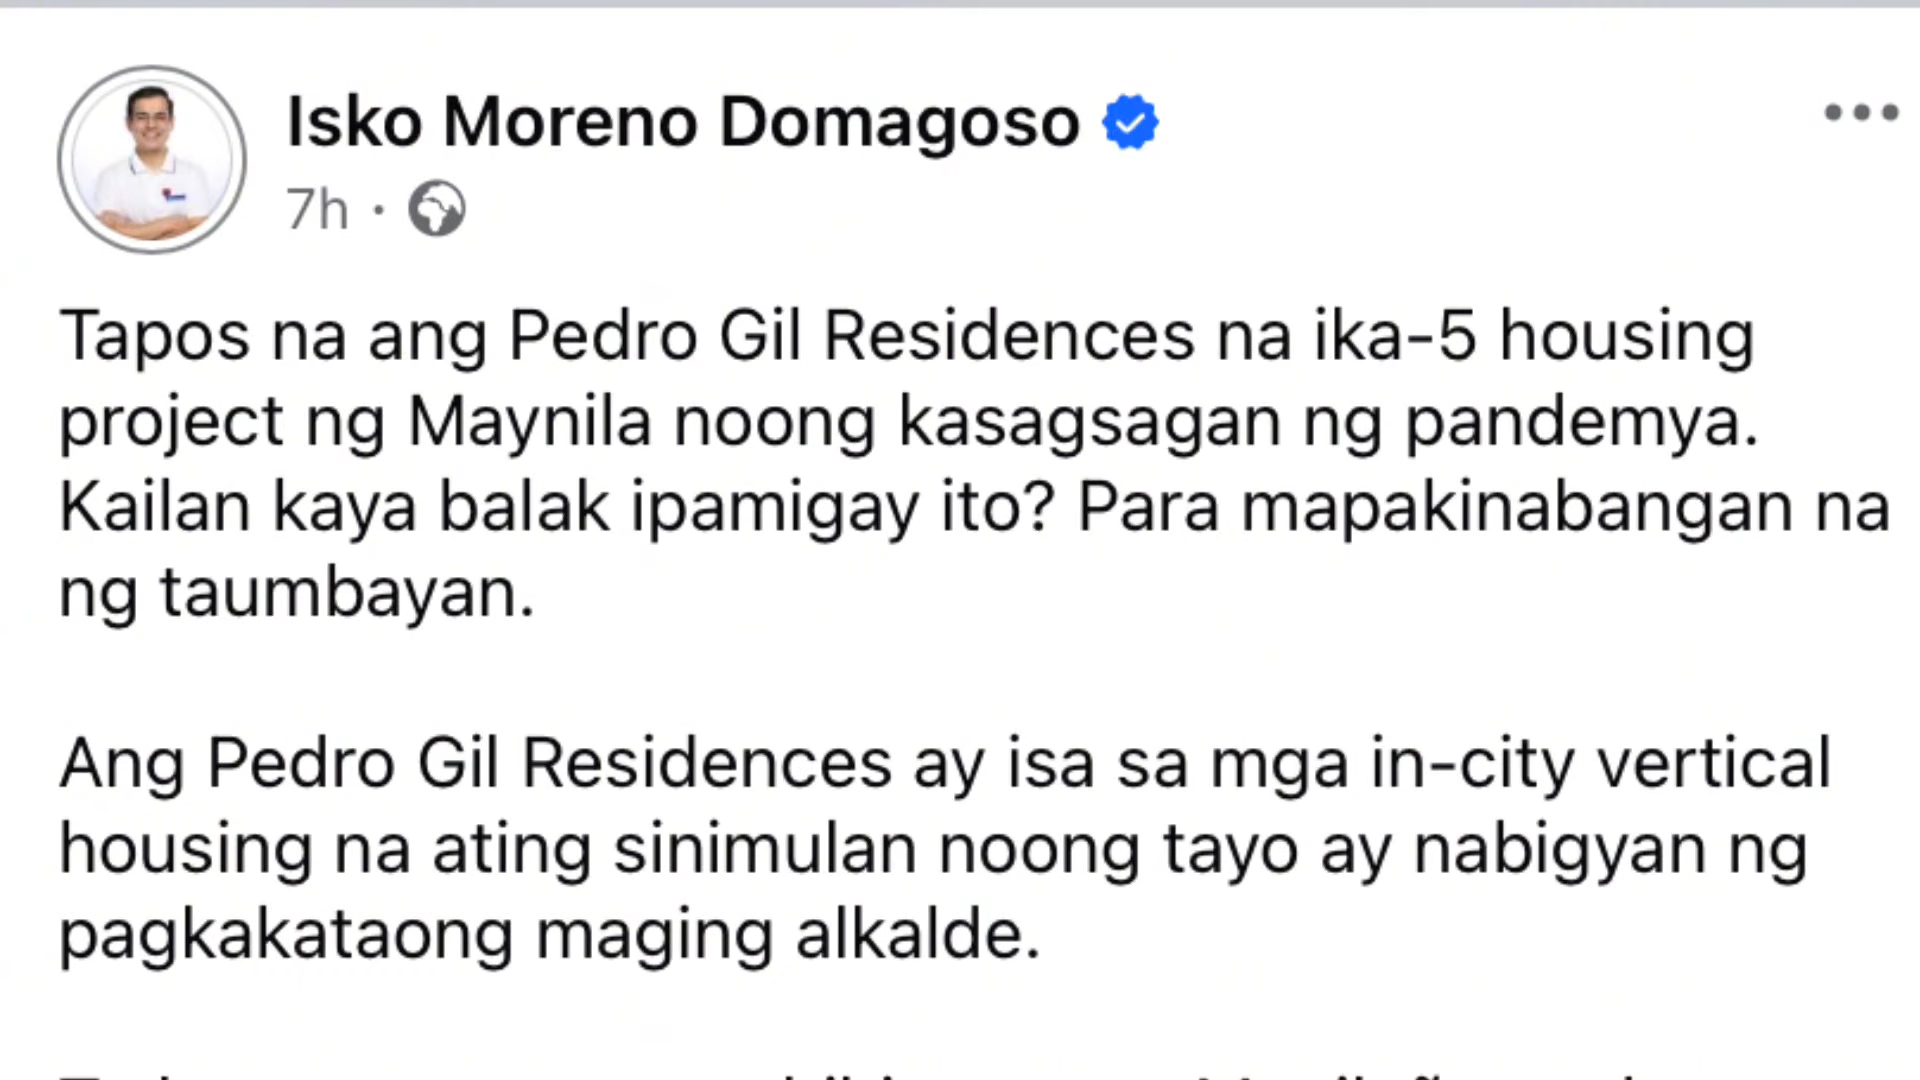 Isko Moreno Domagoso
7h ·
Tapos na ang Pedro Gil Residences na ika-5 housing
project ng Maynila noong kasagsagan ng pandemya.
Kailan kaya balak ipamigay ito? Para mapakinabangan na
ng taumbayan.
Ang Pedro Gil Residences ay isa sa mga in-city vertical
housing na ating sinimulan noong tayo ay nabigyan ng
pagkakataong maging alkalde.